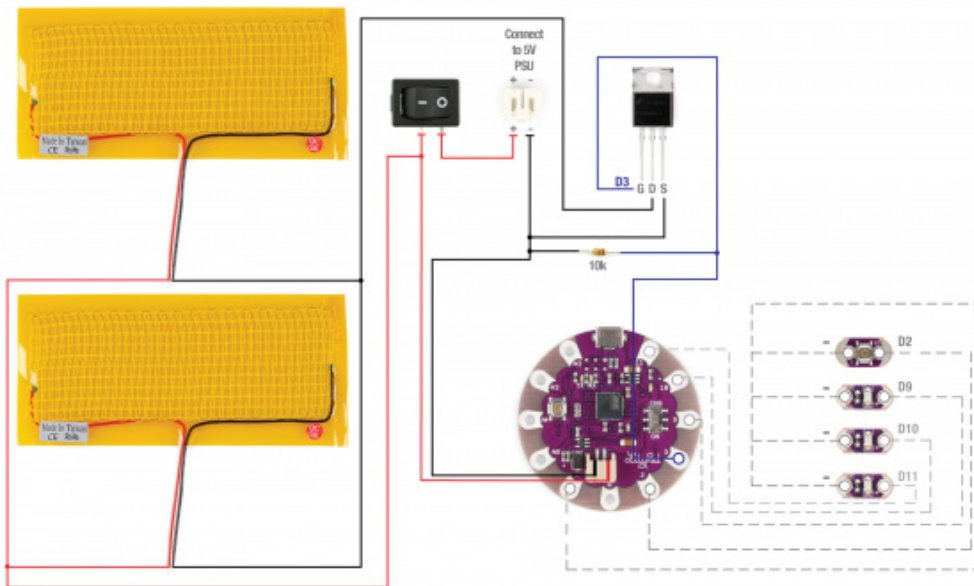 Made In Taiwan
CE RoHs
Connect
to 5V
PSU
+ -
+ -
D3
G D S
10k
Made In Taiwan
CE RoHs
- D2
- D9
- D10
- D11